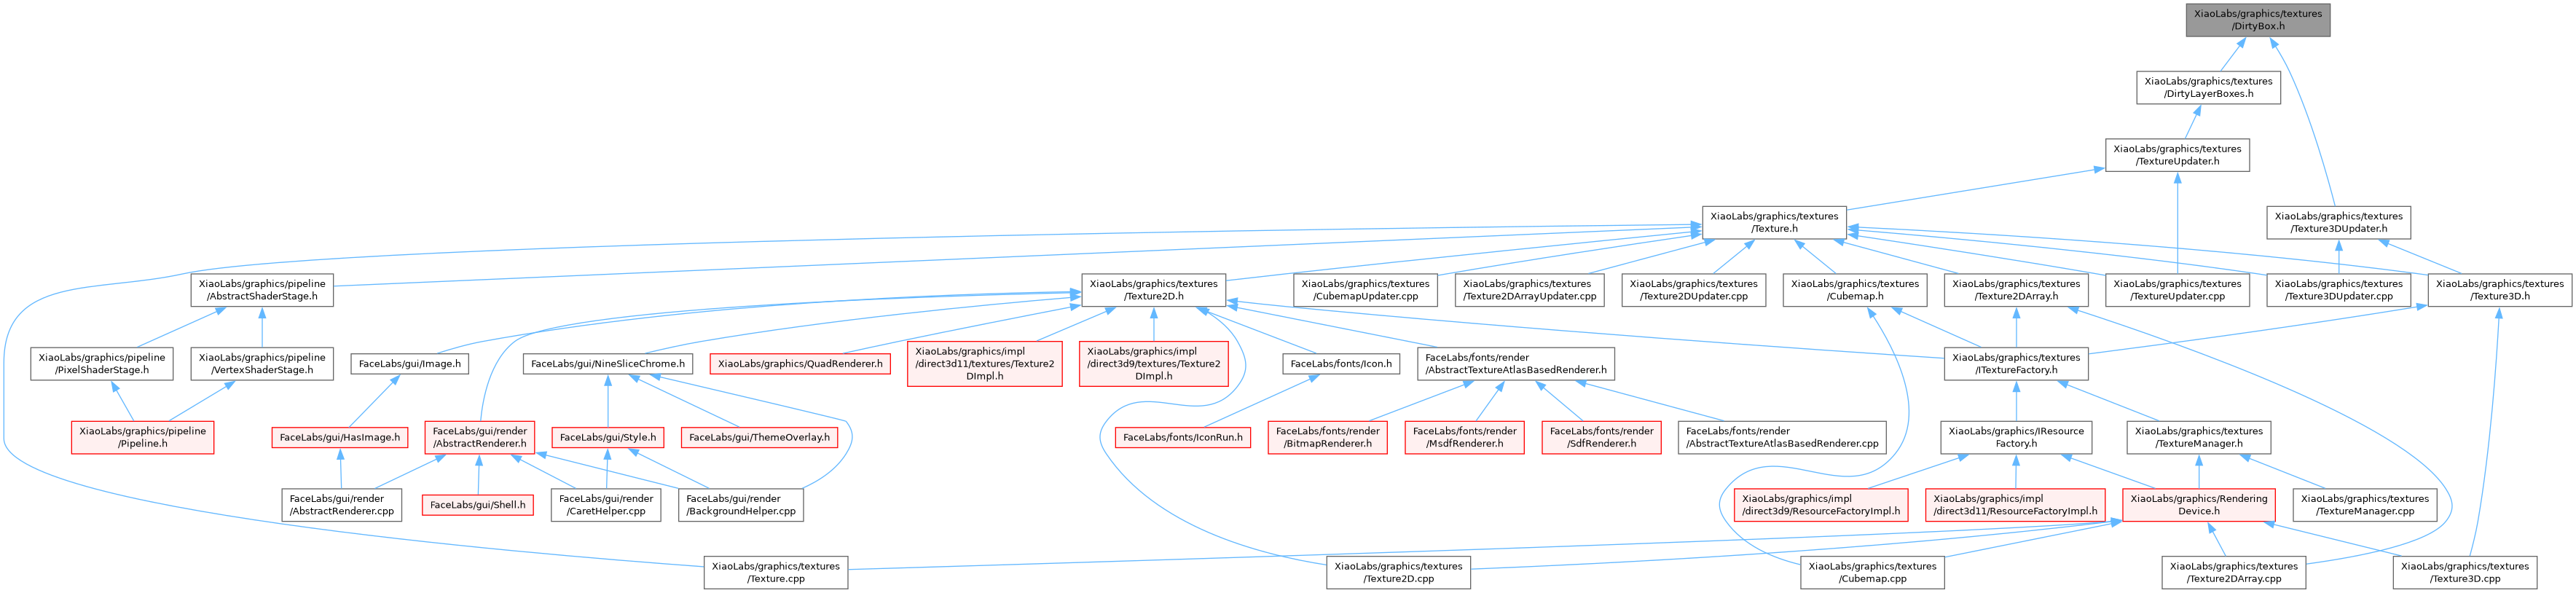 XiaoLabs/graphics/textures
/DirtyBox.h
XiaoLabs/graphics/textures
/DirtyLayerBoxes.h
XiaoLabs/graphics/textures
/TextureUpdater.h
XiaoLabs/graphics/textures
/Texture.h
XiaoLabs/graphics/textures
/Texture3DUpdater.h
XiaoLabs/graphics/pipeline
/AbstractShaderStage.h
XiaoLabs/graphics/textures
/Texture2D.h
XiaoLabs/graphics/textures
/CubemapUpdater.cpp
XiaoLabs/graphics/textures
/Texture2DArrayUpdater.cpp
XiaoLabs/graphics/textures
/Texture2DUpdater.cpp
XiaoLabs/graphics/textures
/Cubemap.h
XiaoLabs/graphics/textures
/Texture2DArray.h
XiaoLabs/graphics/textures
/TextureUpdater.cpp
XiaoLabs/graphics/textures
/Texture3DUpdater.cpp
XiaoLabs/graphics/textures
/Texture3D.h
XiaoLabs/graphics/pipeline
/PixelShaderStage.h
XiaoLabs/graphics/pipeline
/VertexShaderStage.h
FaceLabs/gui/Image.h
FaceLabs/gui/NineSliceChrome.h
XiaoLabs/graphics/QuadRenderer.h
XiaoLabs/graphics/impl
/direct3d11/textures/Texture2
DImpl.h
XiaoLabs/graphics/impl
/direct3d9/textures/Texture2
DImpl.h
FaceLabs/fonts/Icon.h
FaceLabs/fonts/render
/AbstractTextureAtlasBasedRenderer.h
XiaoLabs/graphics/textures
/ITextureFactory.h
XiaoLabs/graphics/pipeline
/Pipeline.h
FaceLabs/gui/HasImage.h
FaceLabs/gui/render
/AbstractRenderer.h
FaceLabs/gui/Style.h
FaceLabs/gui/ThemeOverlay.h
FaceLabs/fonts/IconRun.h
FaceLabs/fonts/render
/BitmapRenderer.h
FaceLabs/fonts/render
/MsdfRenderer.h
FaceLabs/fonts/render
/SdfRenderer.h
FaceLabs/fonts/render
/AbstractTextureAtlasBasedRenderer.cpp
XiaoLabs/graphics/IResource
Factory.h
XiaoLabs/graphics/textures
/TextureManager.h
FaceLabs/gui/render
/AbstractRenderer.cpp
FaceLabs/gui/Shell.h
FaceLabs/gui/render
/CaretHelper.cpp
FaceLabs/gui/render
/BackgroundHelper.cpp
XiaoLabs/graphics/impl
/direct3d9/ResourceFactoryImpl.h
XiaoLabs/graphics/impl
/direct3d11/ResourceFactoryImpl.h
XiaoLabs/graphics/Rendering
Device.h
XiaoLabs/graphics/textures
/TextureManager.cpp
XiaoLabs/graphics/textures
/Texture.cpp
XiaoLabs/graphics/textures
/Texture2D.cpp
XiaoLabs/graphics/textures
/Cubemap.cpp
XiaoLabs/graphics/textures
/Texture2DArray.cpp
XiaoLabs/graphics/textures
/Texture3D.cpp